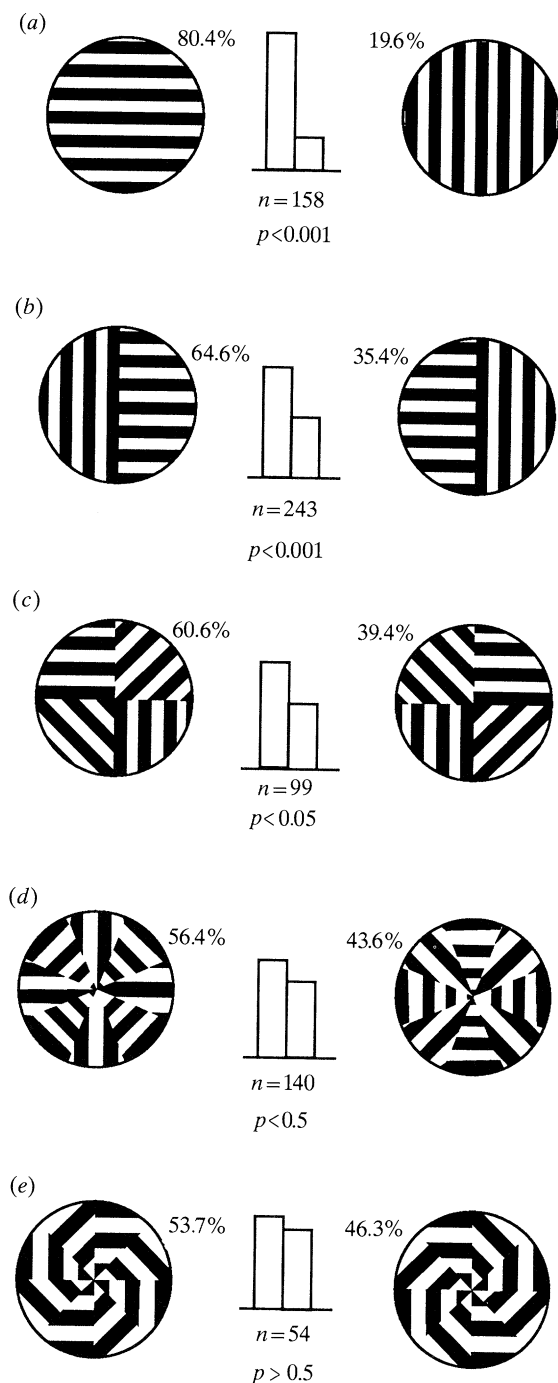 (a)
80.4%
19.6%
n=158
p<0.001
(b)
64.6%
35.4%
n=243
p<0.001
(c)
60.6%
39.4%
n=99
p<0.05
(d)
56.4%
43.6%
n=140
p<0.5
(e)
53.7%
46.3%
n=54
p > 0.5